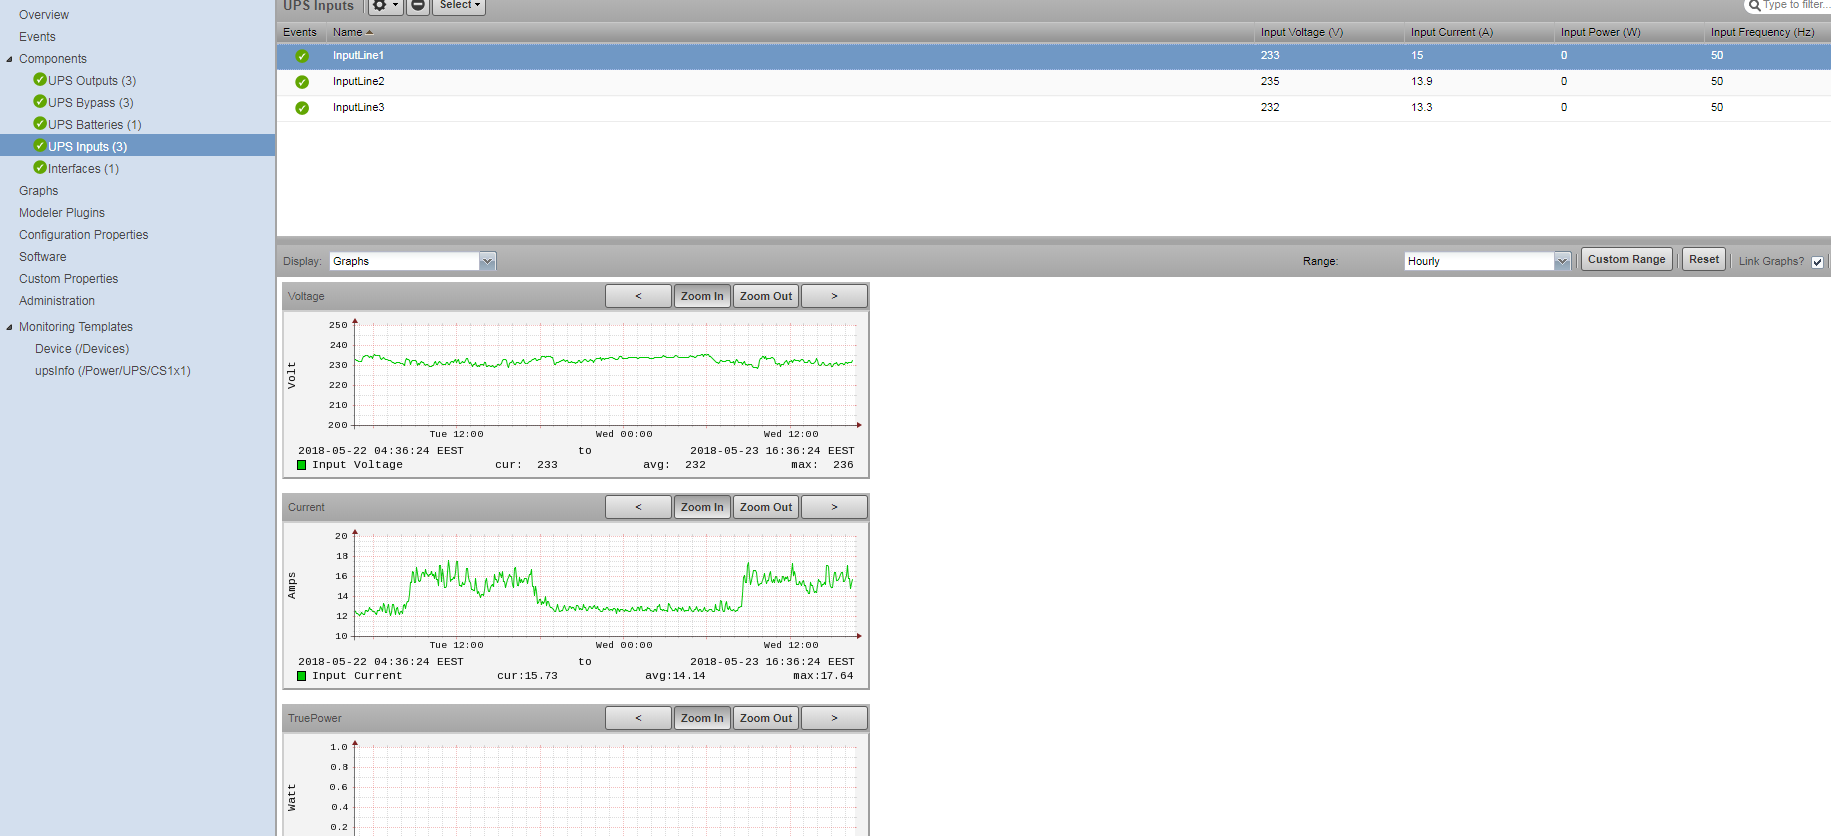 Overview
Events
Components
UPS Outputs (3)
UPS Bypass (3)
UPS Batteries (1)
UPS Inputs (3)
Interfaces (1)
Graphs
Modeler Plugins
Configuration Properties
Software
Custom Properties
Administration
Monitoring Templates
Device (/Devices)
upsInfo (/Power/UPS/CS1x1)
UPS Inputs Select Type to filter...
Events Name Input Voltage (V) Input Current (A) Input Power (W) Input Frequency (Hz)
InputLine1 233 15 0 50
InputLine2 235 13.9 0 50
InputLine3 232 13.3 0 50
Display: Graphs Range: Hourly Custom Range Reset Link Graphs?
Voltage < Zoom In Zoom Out >
250
240
230
220
210
200
Volt
Tue 12:00 Wed 00:00 Wed 12:00
2018-05-22 04:36:24 EEST to 2018-05-23 16:36:24 EEST
Input Voltage cur: 233 avg: 232 max: 236
Current < Zoom In Zoom Out >
20
18
16
14
12
10
Amps
Tue 12:00 Wed 00:00 Wed 12:00
2018-05-22 04:36:24 EEST to 2018-05-23 16:36:24 EEST
Input Current cur:15.73 avg:14.14 max:17.64
TruePower < Zoom In Zoom Out >
1.0
0.8
0.6
0.4
0.2
Watt